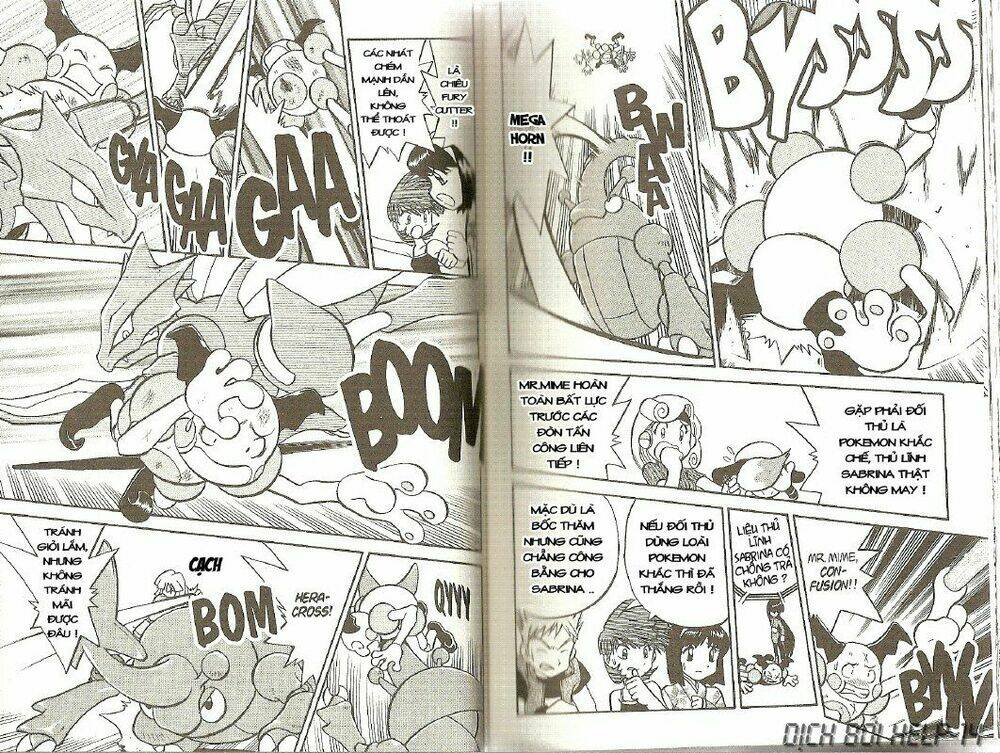 BYSSSS
BWAA
MEGA
HORN
!!
GẶP PHẢI ĐỐI
THỦ LÀ
POKEMON KHẮC
CHẾ, THỦ LĨNH
SABRINA THẬT
KHÔNG MAY !
MR.MIME HOÀN
TOÀN BẤT LỰC
TRƯỚC CÁC
ĐÒN TẤN
CÔNG LIÊN
TIẾP !
MR. MIME,
CON-
FUSION!!
LIỆU THỦ
LĨNH
SABRINA CÓ
CHỐNG TRẢ
KHÔNG ?
NẾU ĐỐI THỦ
DÙNG LOÀI
POKEMON
KHÁC THÌ ĐÃ
THẮNG RỒI !
MẶC DÙ LÀ
BỐC THĂM
NHƯNG CŨNG
CHẲNG CÔNG
BẰNG CHO
SABRINA ..
LÀ
CHIÊU
FURY
CUTTER
!!
CÁC NHÁT
CHÉM
MẠNH DẦN
LÊN,
KHÔNG
THỂ THOÁT
ĐƯỢC !
GAA
GAA
GYA
BOOM
QYYY
HERA-
CROSS!
CẠCH
BOM
TRÁNH
GIỎI LẮM,
NHƯNG
KHÔNG
TRÁNH
MÃI
ĐƯỢC
ĐÂU !
DỊCH BỞI HELP-14